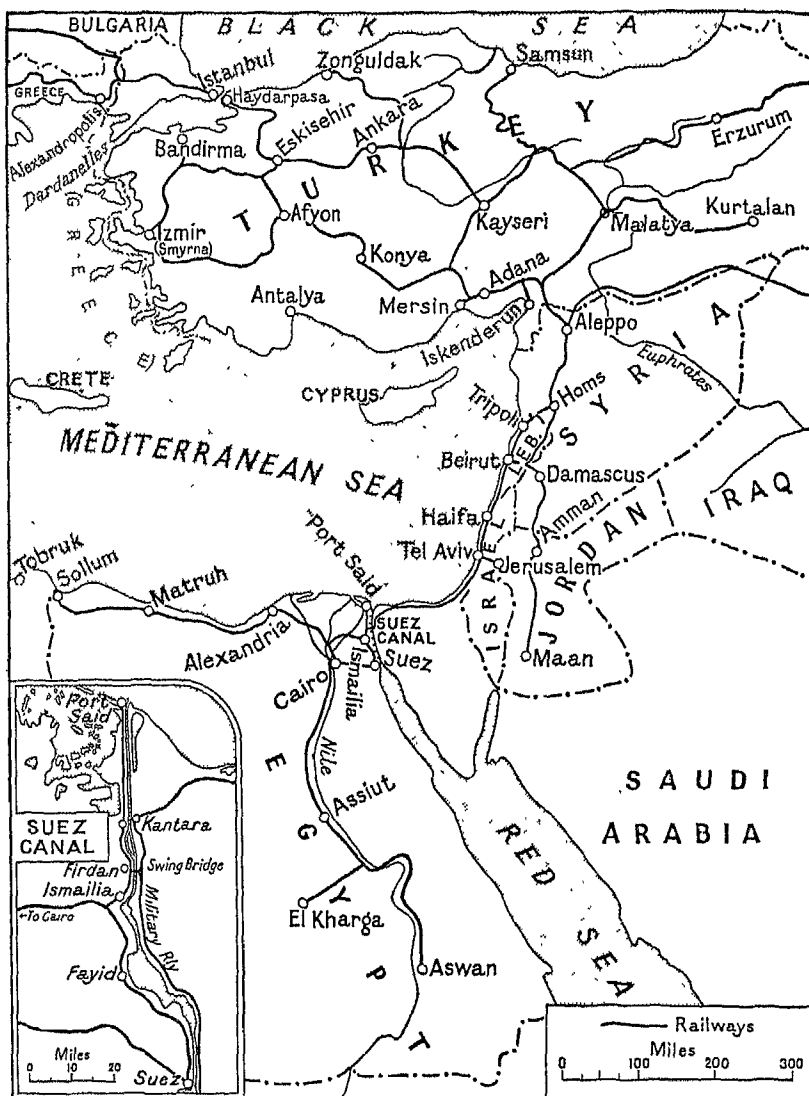 BULGARIA
BLACK SEA
GREECE
Istanbul
Haydarpasa
Zonguldak
Samsun
Alexandropolis
Dardanelles
Bandirma
Eskisehir
Ankara
TURKEY
Erzurum
GREECE
Izmir
(Smyrna)
Afyon
Kayseri
Malatya
Kurtalan
Konya
Antalya
Mersin
Adana
Iskenderun
Aleppo
SYRIA
Euphrates
CRETE
CYPRUS
Tripoli
Homs
LEB
MEDITERRANEAN SEA
Beirut
Damascus
IRAQ
Haifa
Amman
JORDAN
Tel Aviv
Jerusalem
ISRAEL
Tobruk
Sollum
Matruh
Port Said
Alexandria
SUEZ
CANAL
Cairo
Ismailia
Suez
Maan
Nile
EGYPT
Assiut
SAUDI
ARABIA
RED SEA
El Kharga
Aswan
Port
Said
SUEZ
CANAL
Kantara
Firdan
Swing Bridge
Ismailia
Military Rly
←To Cairo
Fayid
Miles
0 20
Suez
Railways
Miles
0 100 200 300